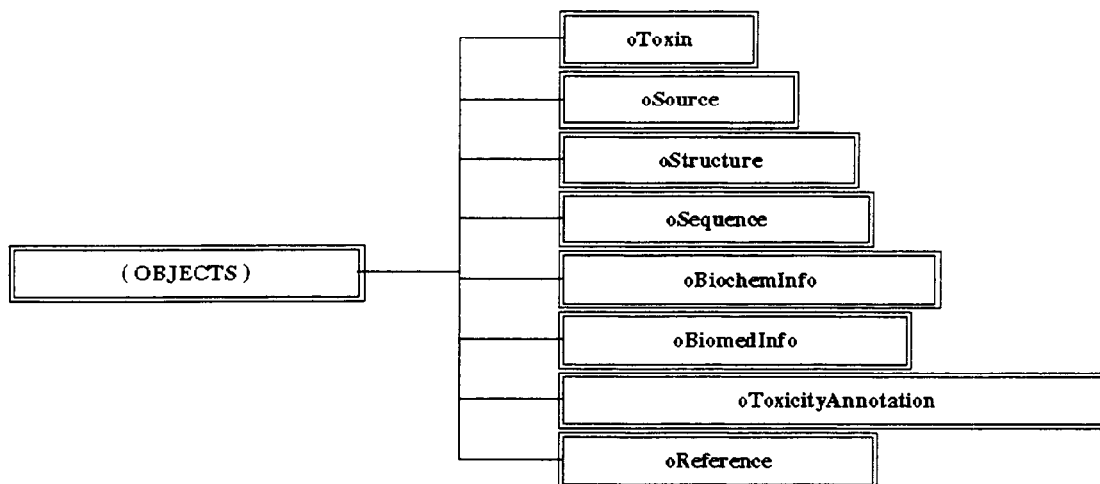 oToxin
oSource
oStructure
oSequence
( OBJECTS )
oBiochemInfo
oBiomedInfo
oToxicityAnnotation
oReference